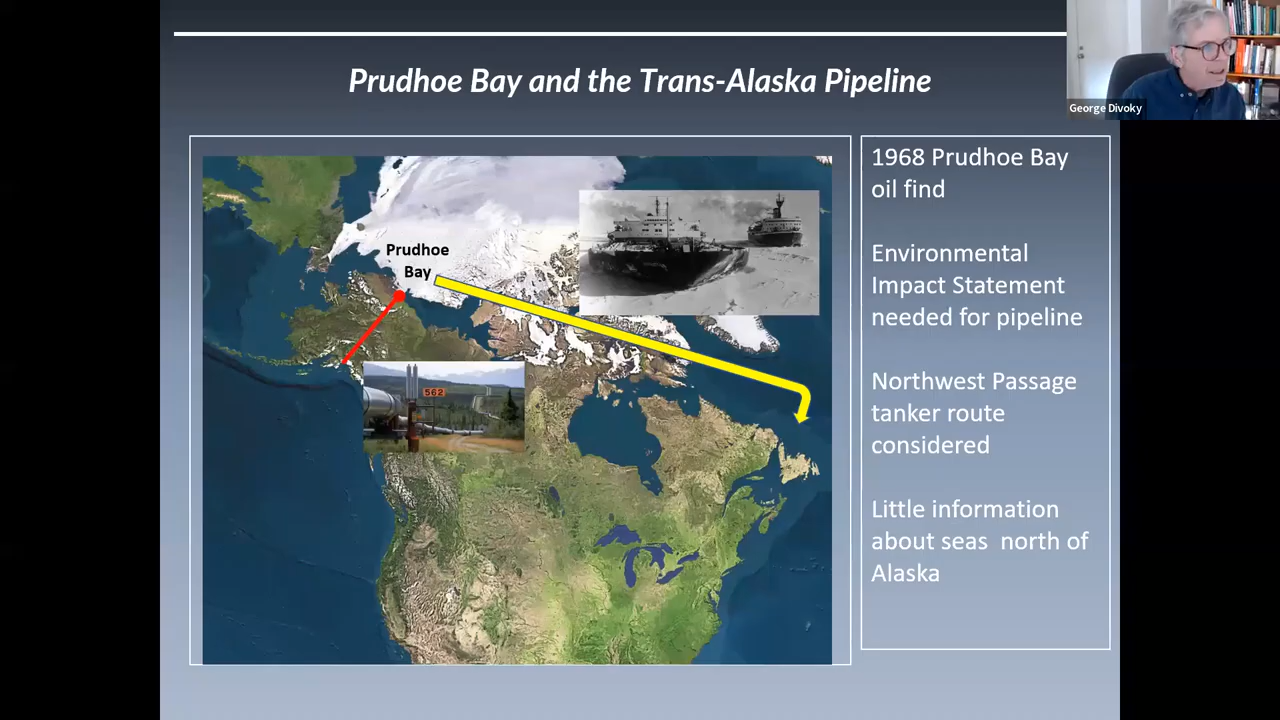 Prudhoe Bay and the Trans-Alaska Pipeline
George Divoky
Prudhoe
Bay
562
1968 Prudhoe Bay
oil find
Environmental
Impact Statement
needed for pipeline
Northwest Passage
tanker route
considered
Little information
about seas  north of
Alaska